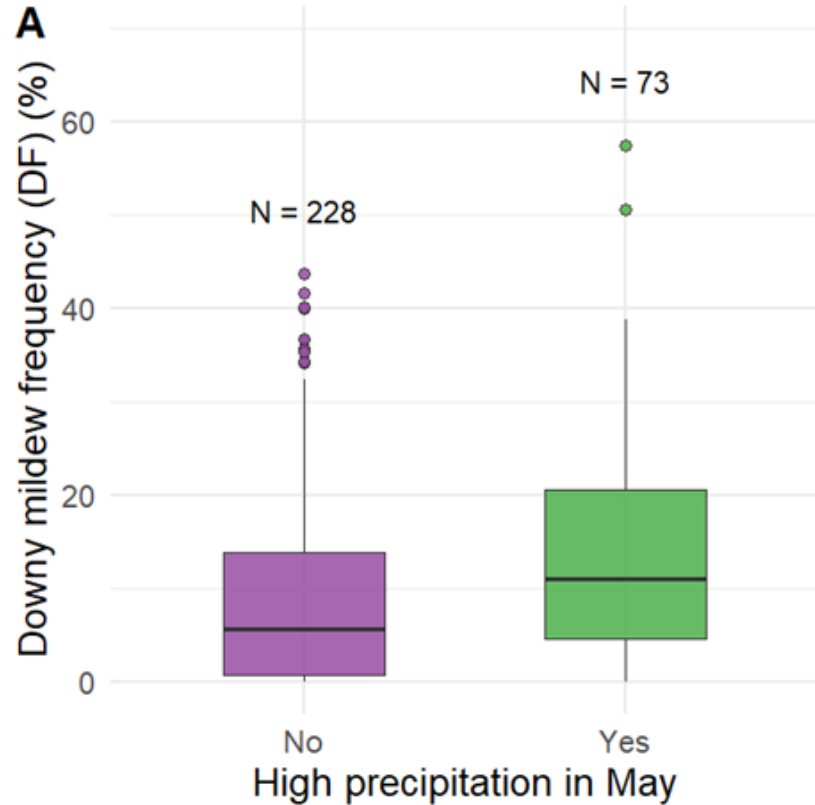 A
Downy mildew frequency (DF) (%)
N = 73
60
N = 228
40
20
0
No
Yes
High precipitation in May